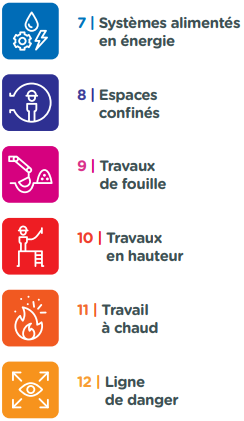 7 | Systèmes alimentés
en énergie
8 | Espaces
confinés
9 | Travaux
de fouille
10 | Travaux
en hauteur
11 | Travail
à chaud
12 | Ligne
de danger